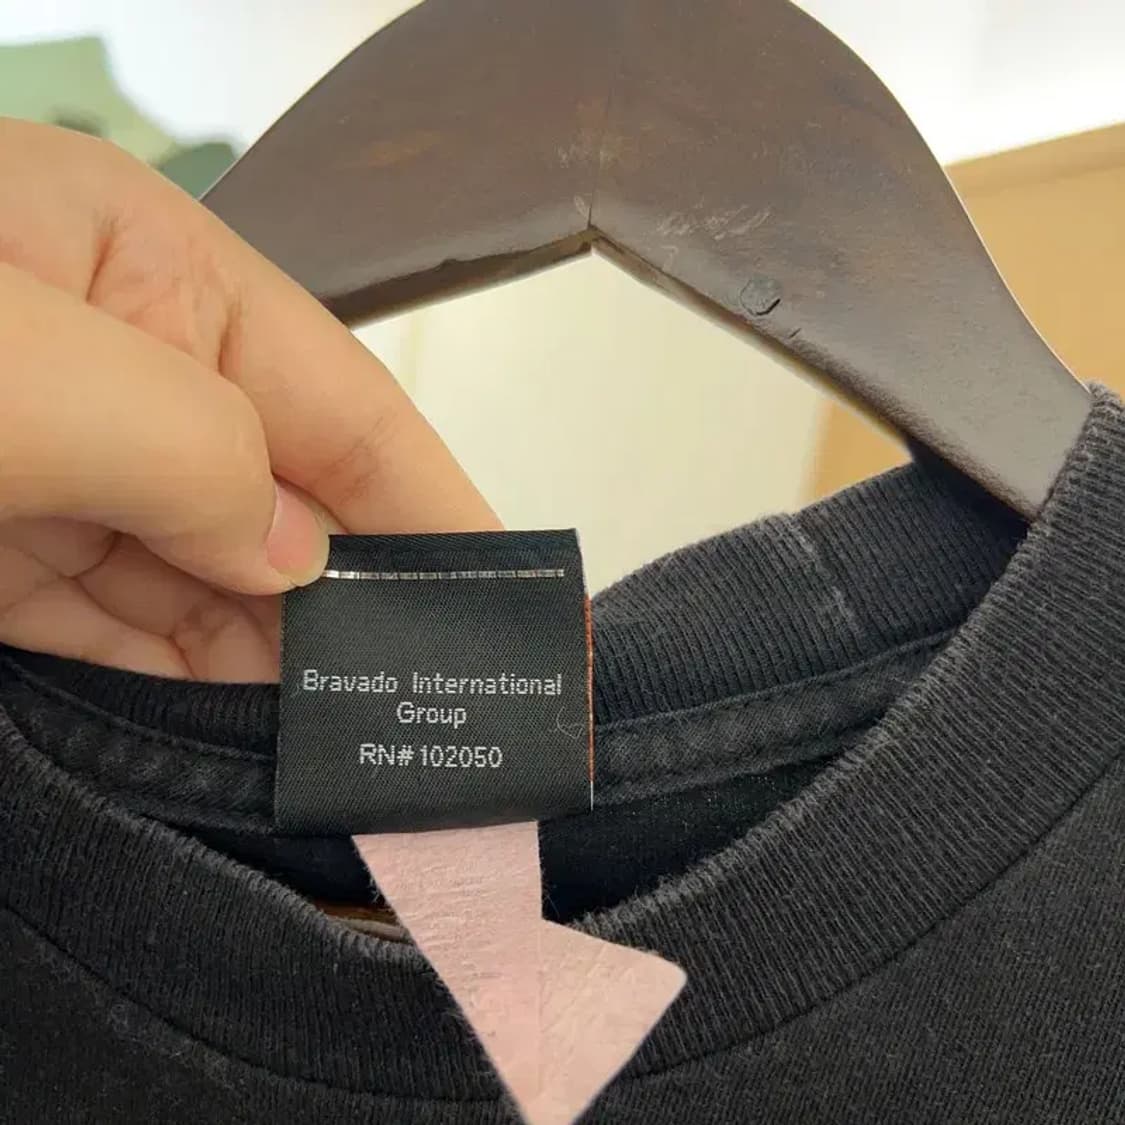 Bravado International
Group
RN# 102050